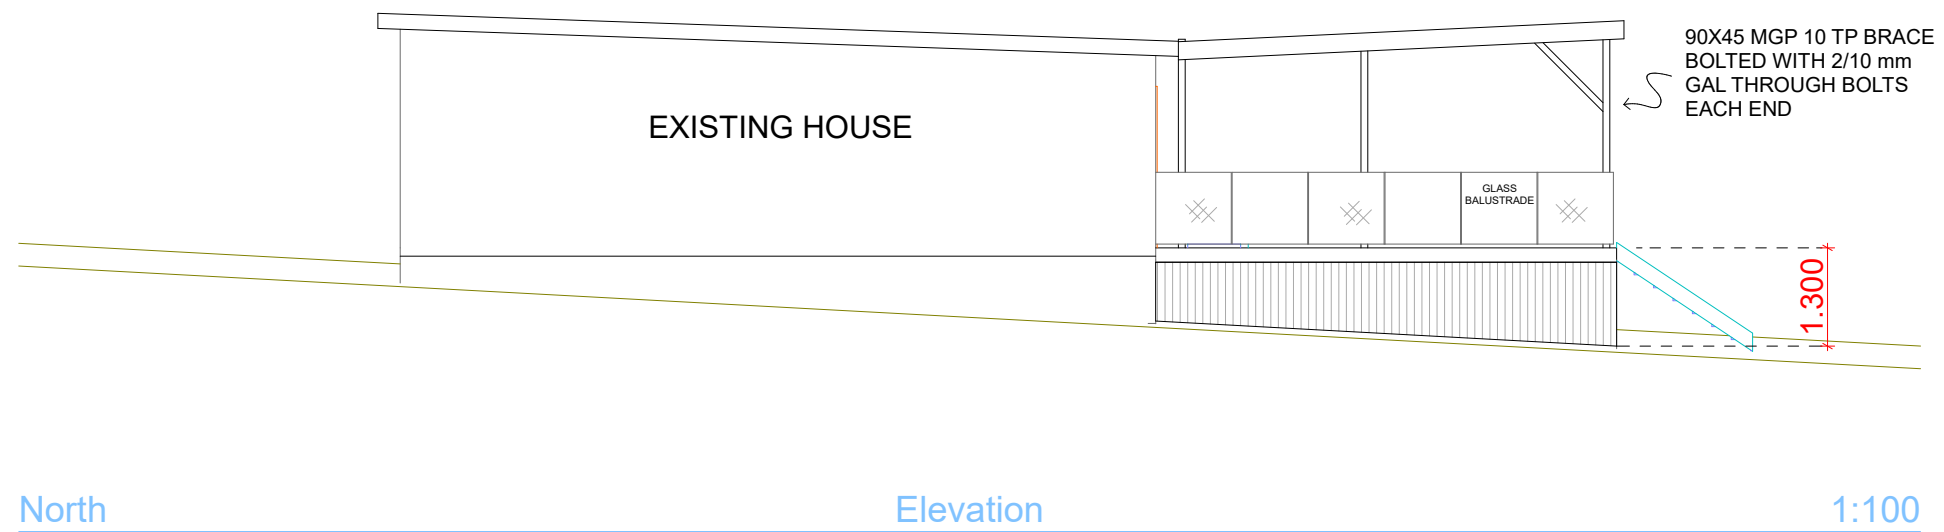 90X45 MGP 10 TP BRACE
BOLTED WITH 2/10 mm
GAL THROUGH BOLTS
EACH END
EXISTING HOUSE
GLASS
BALUSTRADE
1.300
North Elevation 1:100